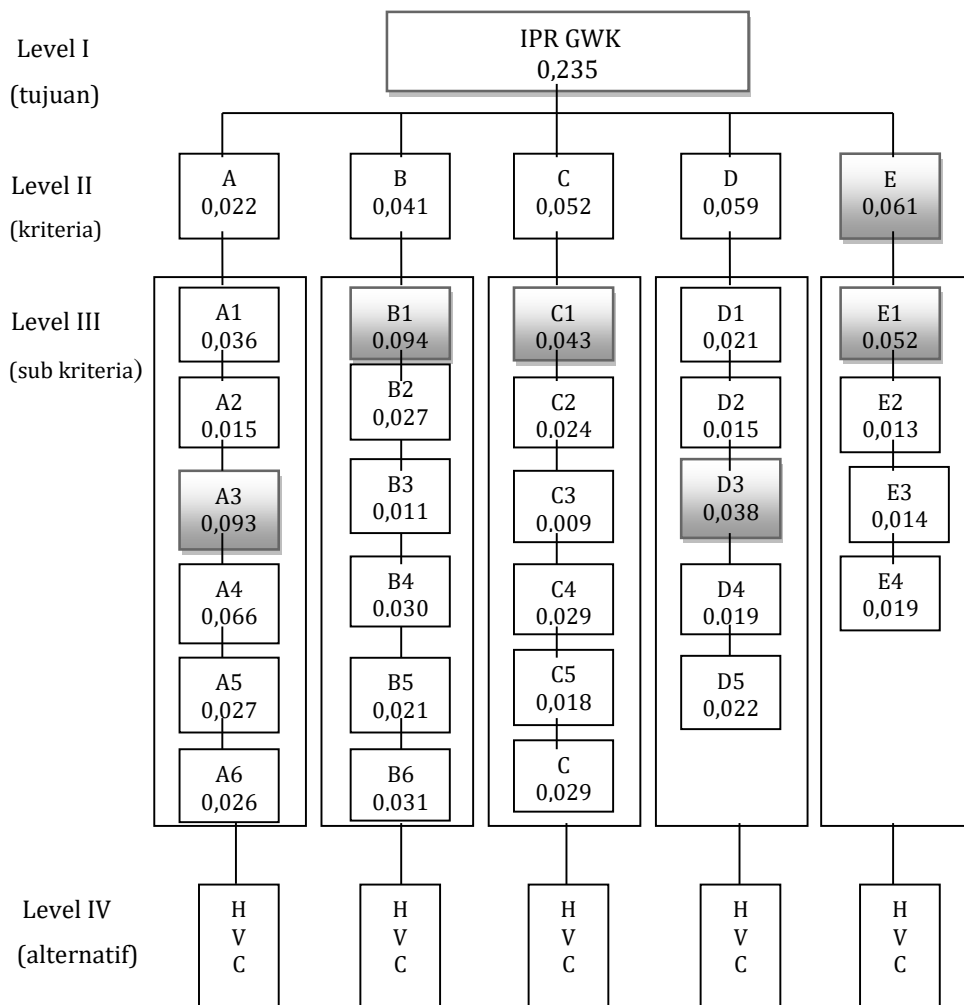 IPR GWK
0,235
Level I
(tujuan)
Level II
(kriteria)
A
0,022
B
0,041
C
0,052
D
0,059
E
0,061
Level III
(sub kriteria)
A1
0,036
A2
0,015
A3
0,093
A4
0,066
A5
0,027
A6
0,026
B1
0,094
B2
0,027
B3
0,011
B4
0,030
B5
0,021
B6
0,031
C1
0,043
C2
0,024
C3
0,009
C4
0,029
C5
0,018
C
0,029
D1
0,021
D2
0,015
D3
0,038
D4
0,019
D5
0,022
E1
0,052
E2
0,013
E3
0,014
E4
0,019
Level IV
(alternatif)
H
V
C
H
V
C
H
V
C
H
V
C
H
V
C